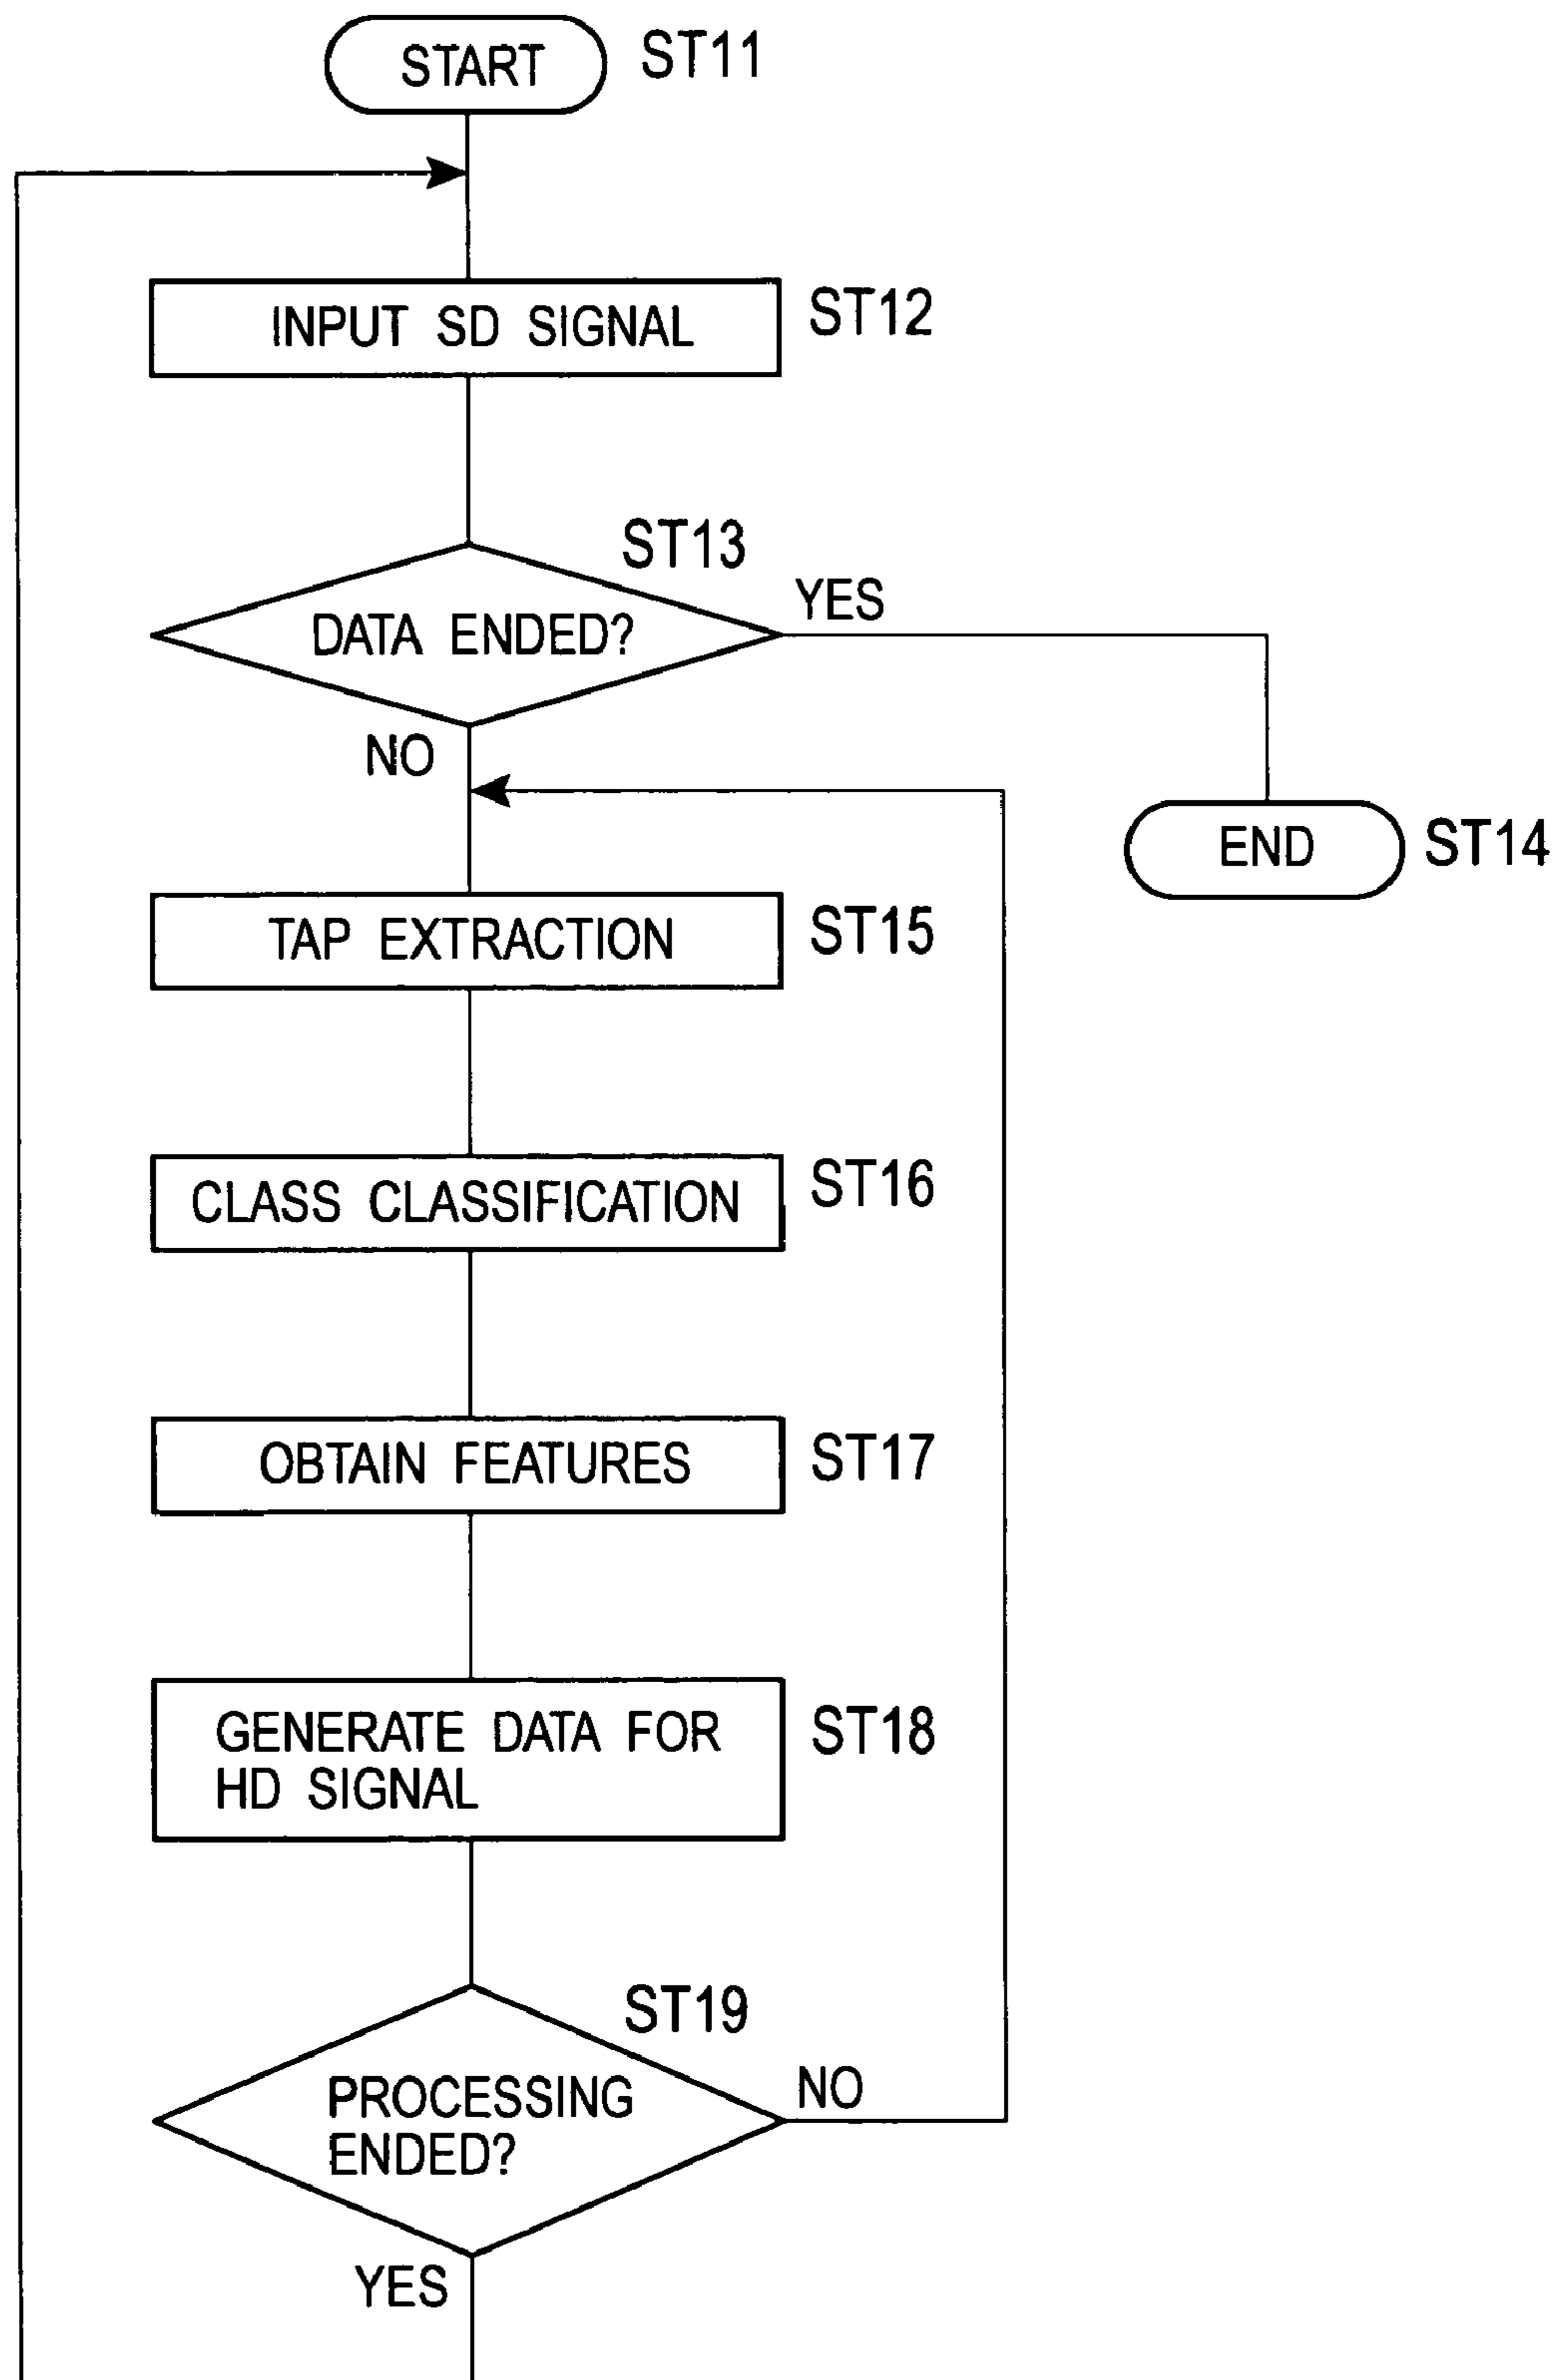 START ST11
INPUT SD SIGNAL ST12
ST13
DATA ENDED? YES
NO
END ST14
TAP EXTRACTION ST15
CLASS CLASSIFICATION ST16
OBTAIN FEATURES ST17
GENERATE DATA FOR ST18
HD SIGNAL
ST19
PROCESSING NO
ENDED?
YES